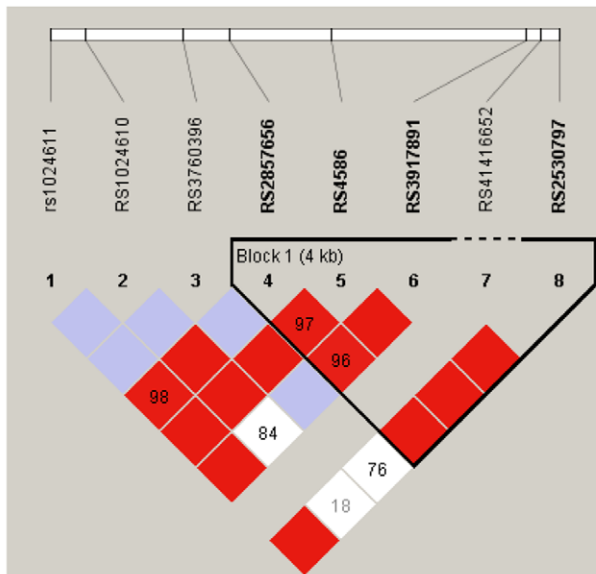 rs1024611
RS1024610
RS3760396
RS2857656
RS4586
RS3917891
RS41416652
RS2530797
Block 1 (4 kb)
1 2 3 4 5 6 7 8
97
96
98
84
76
18